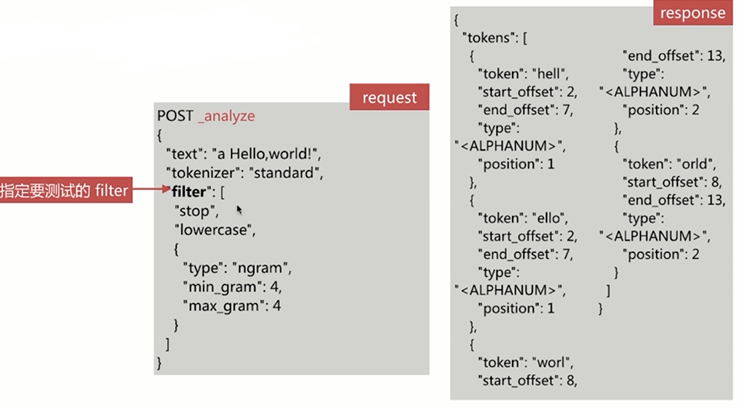 request
POST _analyze
{
"text": "a Hello,world!",
"tokenizer": "standard",
指定要测试的 filter
"filter": [
"stop",
"lowercase",
{
"type": "ngram",
"min_gram": 4,
"max_gram": 4
}
]
}
response
{
"tokens": [
{
"token": "hell",
"start_offset": 2,
"end_offset": 7,
"type":
"<ALPHANUM>",
"position": 1
},
{
"token": "ello",
"start_offset": 2,
"end_offset": 7,
"type":
"<ALPHANUM>",
"position": 1
},
{
"token": "worl",
"start_offset": 8,
"end_offset": 13,
"type":
"<ALPHANUM>",
"position": 2
},
{
"token": "orld",
"start_offset": 8,
"end_offset": 13,
"type":
"<ALPHANUM>",
"position": 2
}
]
}